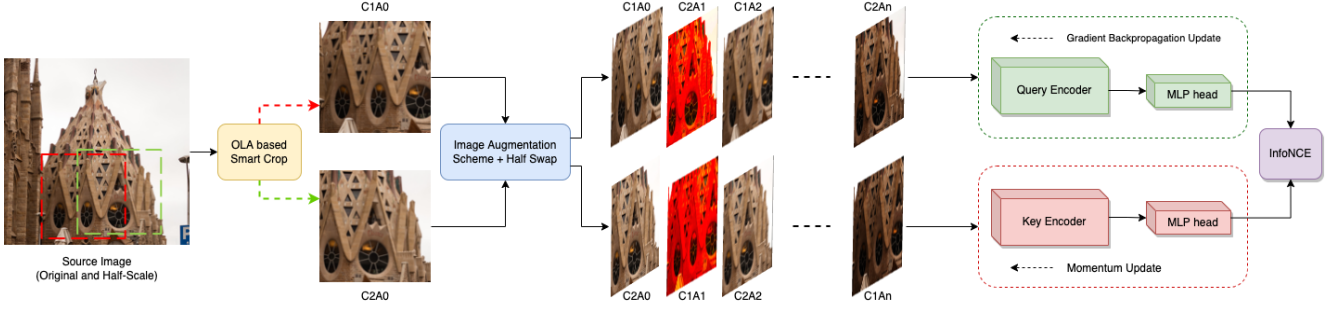 C1A0
C1A0
C2A1
C1A2
C2An
Gradient Backpropagation Update
Query Encoder
MLP head
OLA based
Smart Crop
Image Augmentation
Scheme + Half Swap
InfoNCE
Source Image
(Original and Half-Scale)
C2A0
C2A0
C1A1
C2A2
C1An
Key Encoder
MLP head
Momentum Update